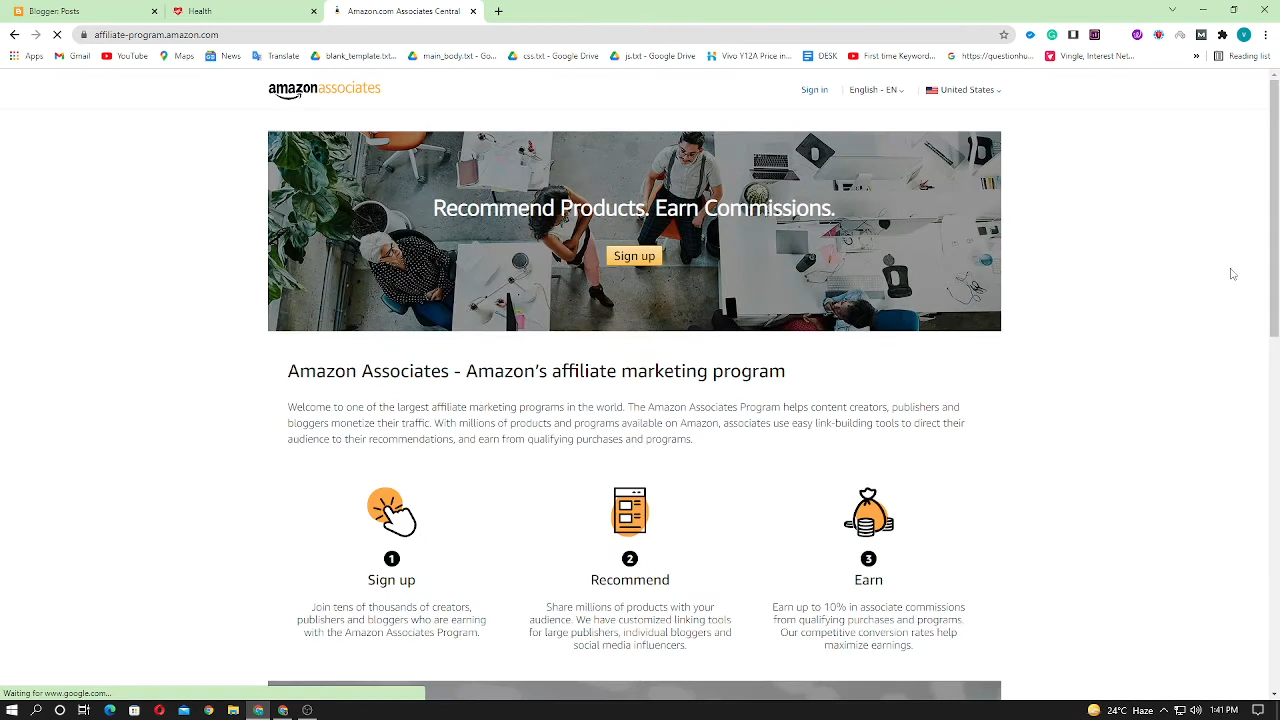 Blogger: Posts
Health
Amazon.com Associates Central
affiliate-program.amazon.com
Apps
Gmail
YouTube
Maps
News
Translate
blank_template.txt...
main_body.txt - Go...
css.txt - Google Drive
js.txt - Google Drive
Vivo Y12A Price in...
OESK
First time Keyword...
https://questionhu...
Vingle, Interest Net...
»
Reading list
amazonassociates
Sign in
English - EN
United States
Recommend Products. Earn Commissions.
Sign up
Amazon Associates - Amazon’s affiliate marketing program
Welcome to one of the largest affiliate marketing programs in the world. The Amazon Associates Program helps content creators, publishers and
bloggers monetize their traffic. With millions of products and programs available on Amazon, associates use easy link-building tools to direct their
audience to their recommendations, and earn from qualifying purchases and programs.
1
Sign up
Join tens of thousands of creators,
publishers and bloggers who are earning
with the Amazon Associates Program.
2
Recommend
Share millions of products with your
audience. We have customized linking tools
for large publishers, individual bloggers and
social media influencers.
3
Earn
Earn up to 10% in associate commissions
from qualifying purchases and programs.
Our competitive conversion rates help
maximize earnings.
Waiting for www.google.com...
24°C Haze
1:41 PM